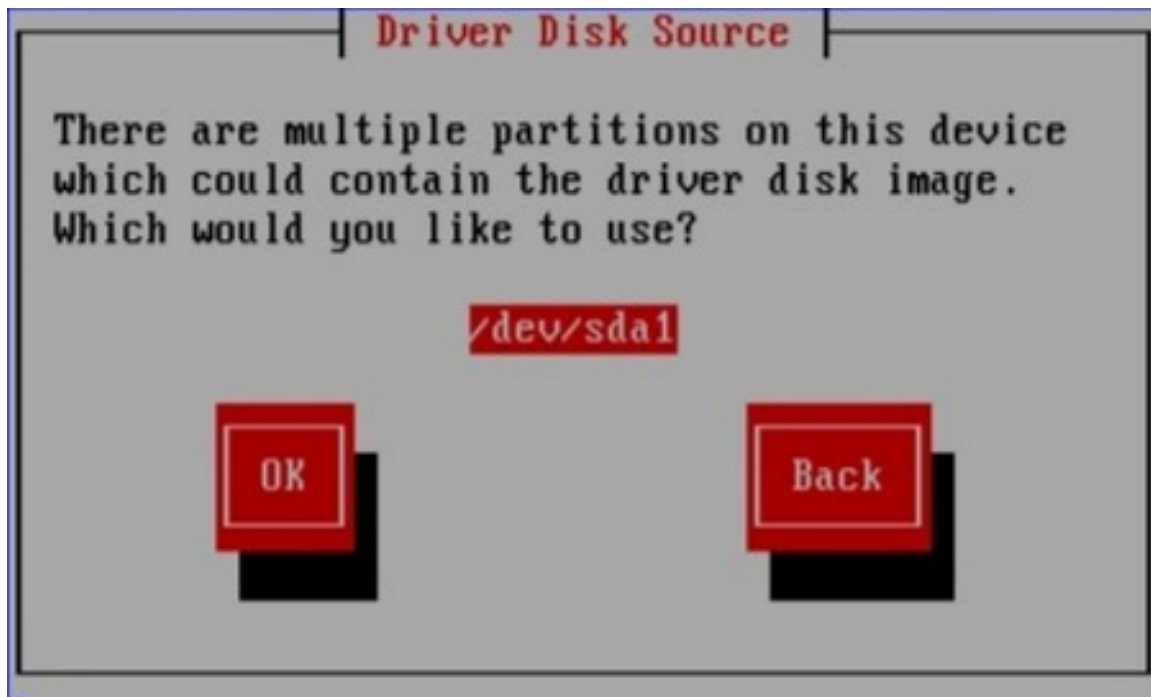 Driver Disk Source
There are multiple partitions on this device
which could contain the driver disk image.
Which would you like to use?
/dev/sda1
OK
Back